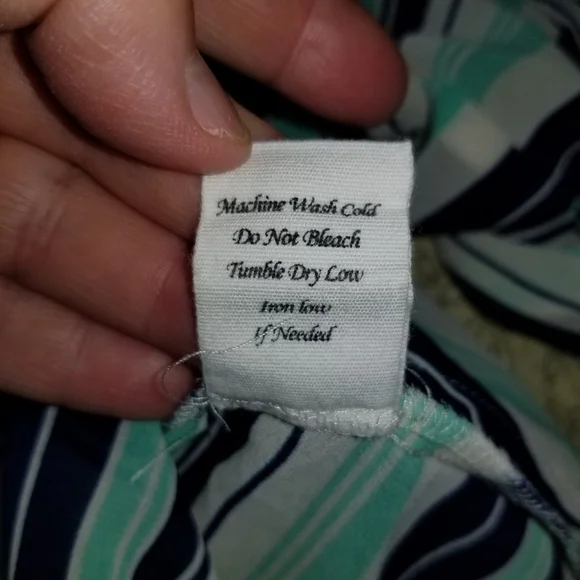 Machine Wash Cold
Do Not Bleach
Tumble Dry Low
Iron low
If Needed